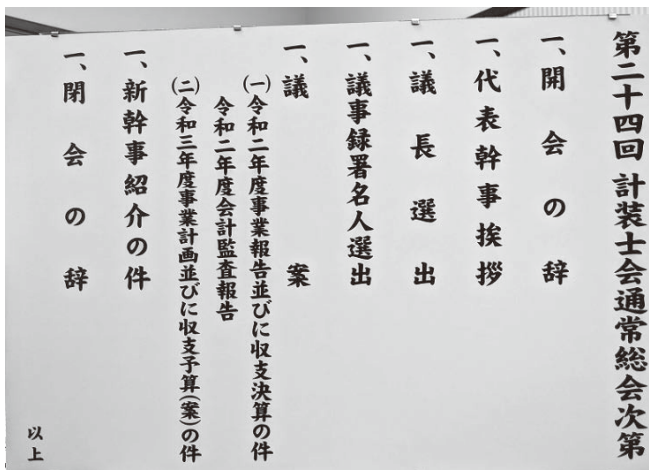 第二十四回 計装士会通常総会次第
一、開会の辞
一、代表幹事挨拶
一、議長選出
一、議事録署名人選出
一、議案
(一)令和二年度事業報告並びに収支決算の件
令和二年度会計監査報告
(二)令和三年度事業計画並びに収支予算(案)の件
一、新幹事紹介の件
一、閉会の辞
以上